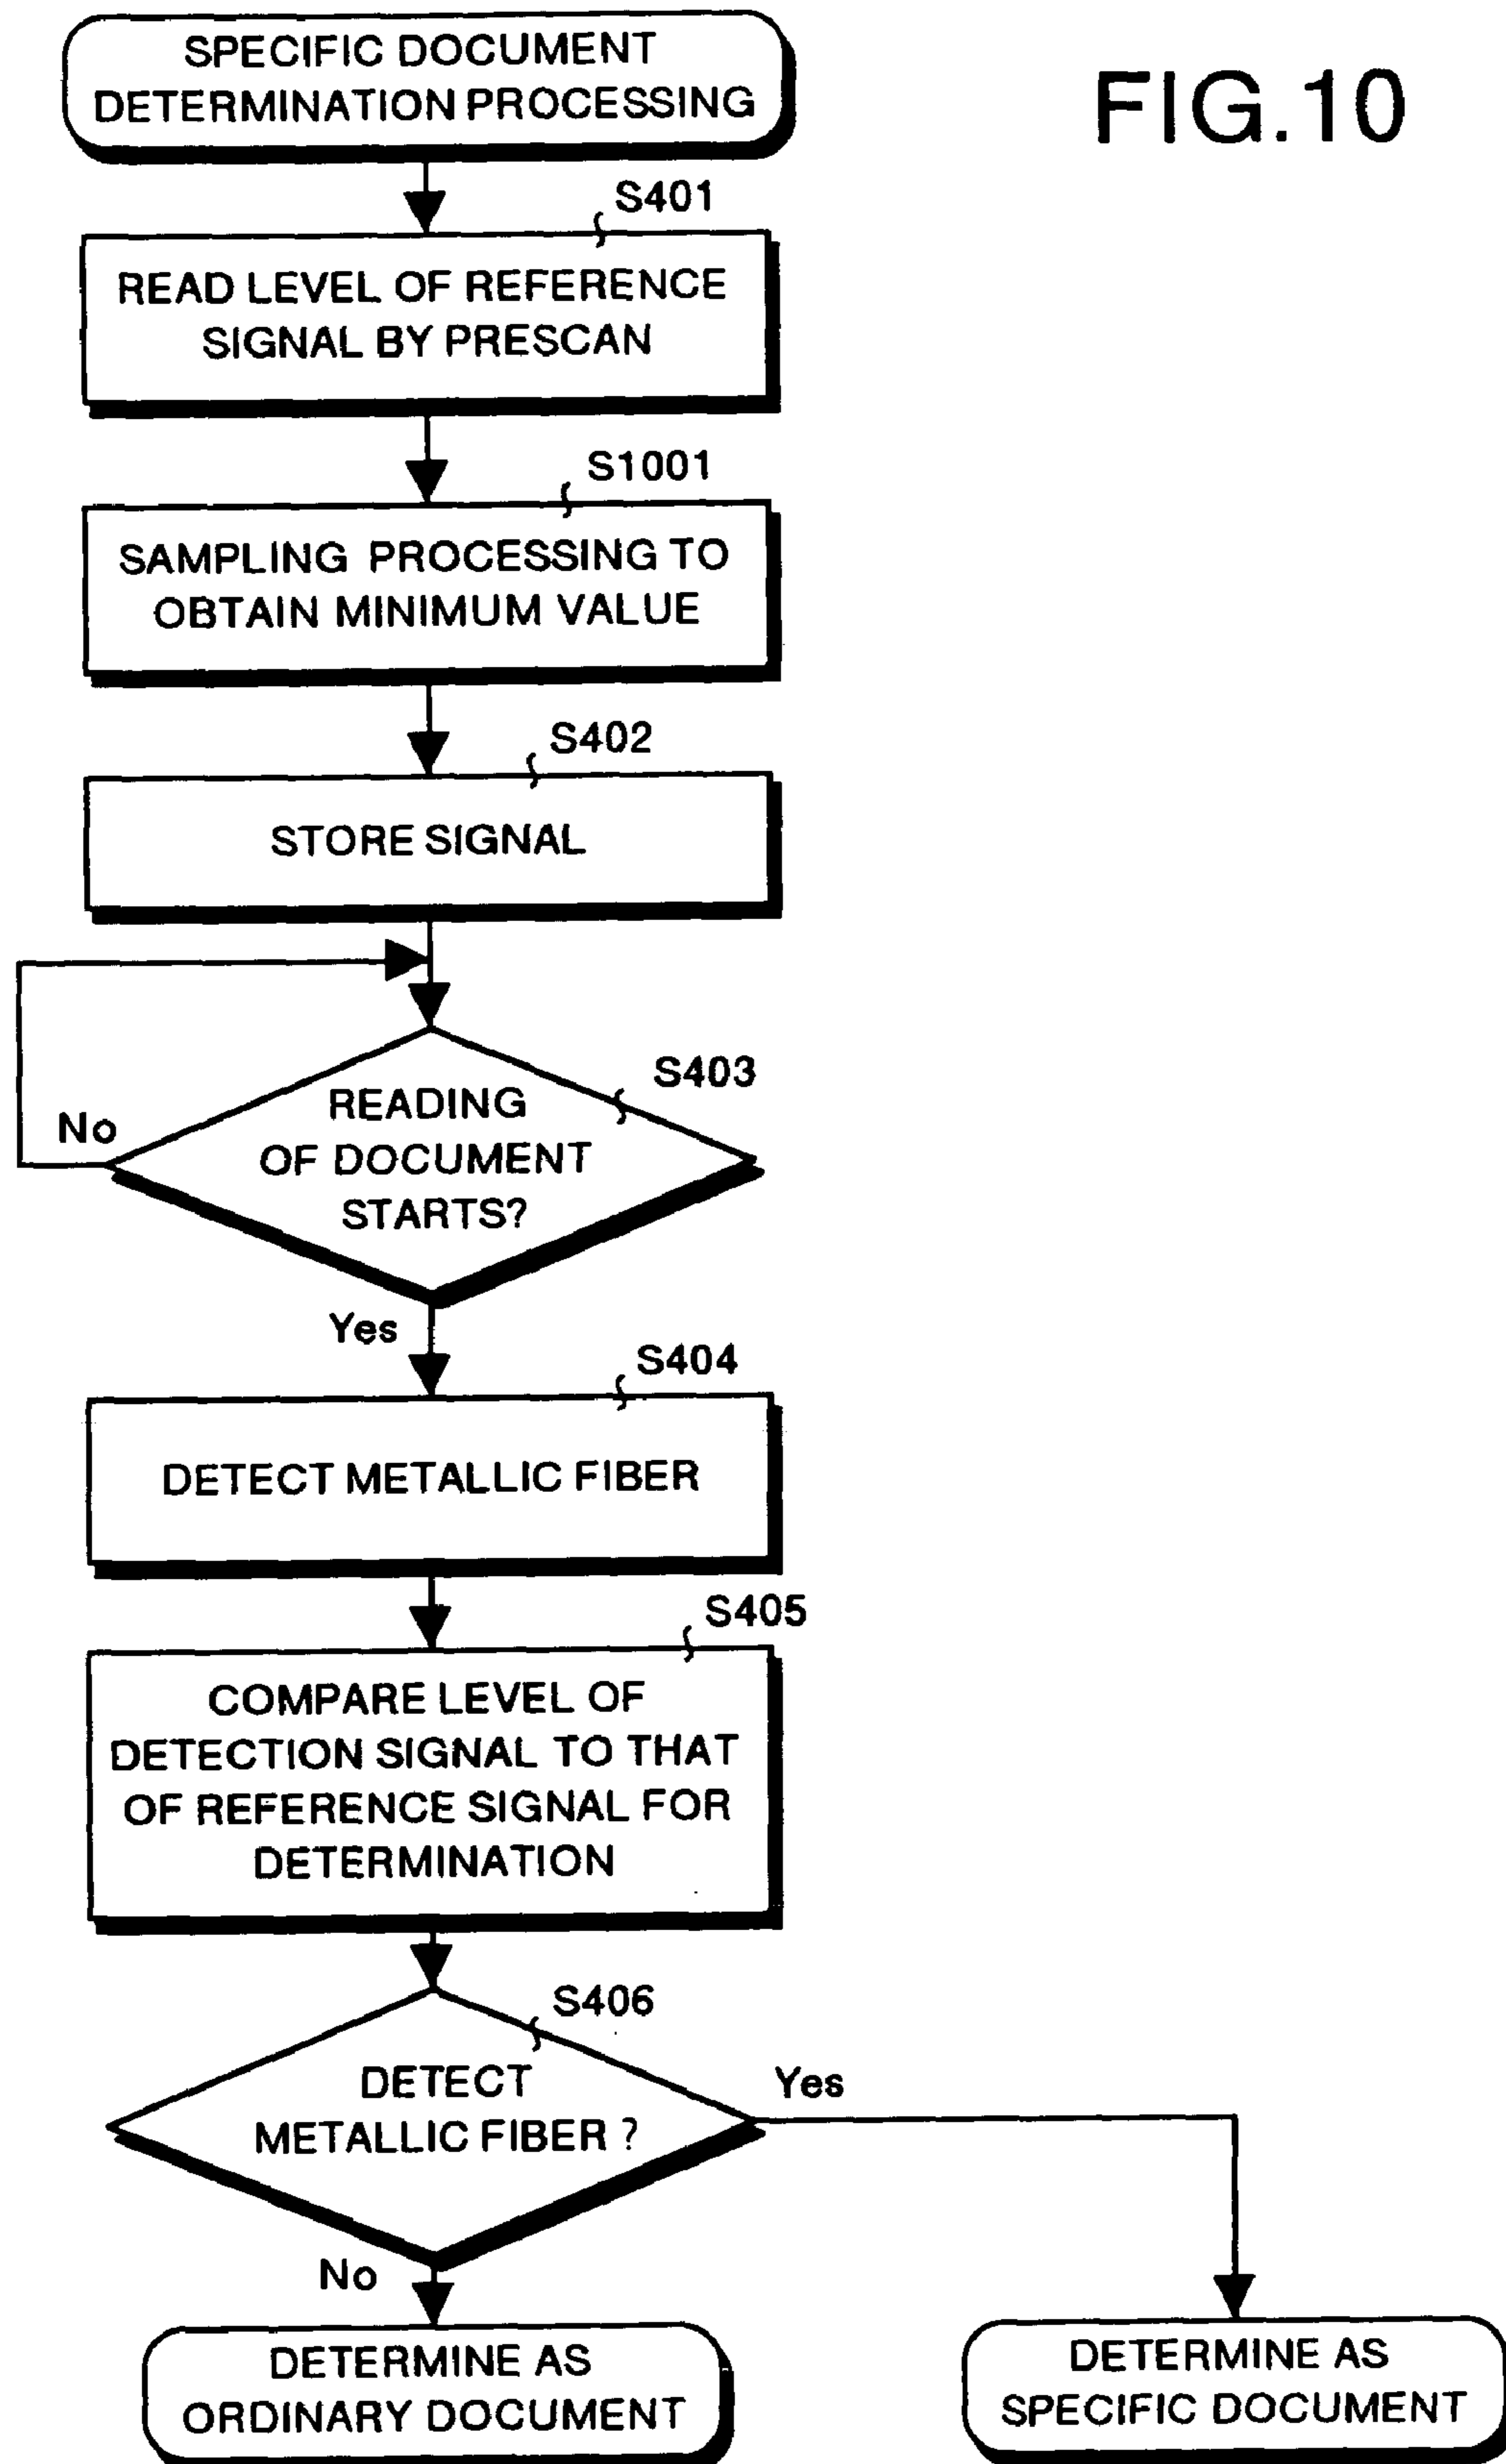 SPECIFIC DOCUMENT
DETERMINATION PROCESSING
FIG.10
S401
READ LEVEL OF REFERENCE
SIGNAL BY PRESCAN
S1001
SAMPLING PROCESSING TO
OBTAIN MINIMUM VALUE
S402
STORE SIGNAL
S403
READING
OF DOCUMENT
STARTS?
No
Yes
S404
DETECT METALLIC FIBER
S405
COMPARE LEVEL OF
DETECTION SIGNAL TO THAT
OF REFERENCE SIGNAL FOR
DETERMINATION
S406
DETECT
METALLIC FIBER ?
Yes
No
DETERMINE AS
ORDINARY DOCUMENT
DETERMINE AS
SPECIFIC DOCUMENT